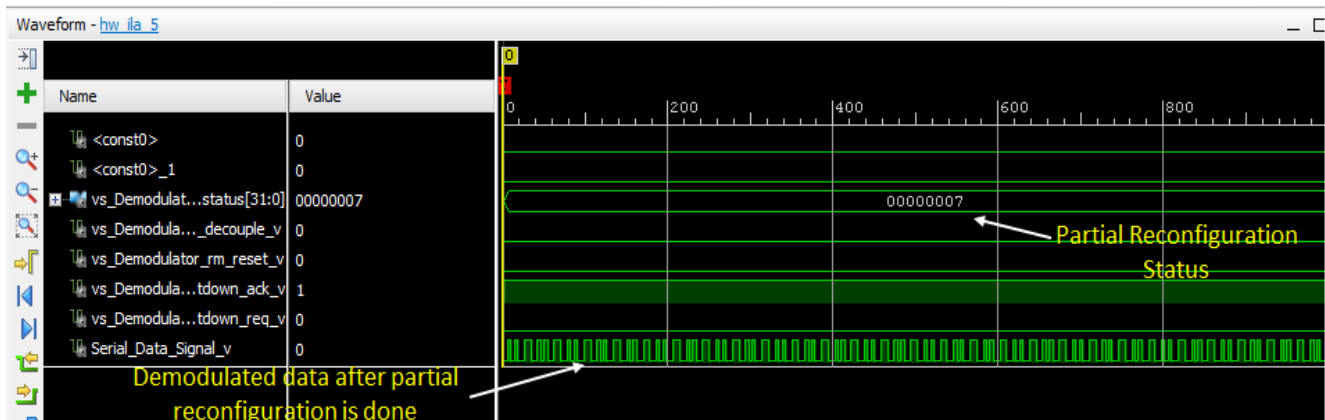 Waveform - hw_ila_5
Name Value
0
0 200 400 600 800
<const0> 0
<const0>_1 0
vs_Demodulat...status[31:0] 00000007 00000007
vs_Demodula..._decouple_v 0
vs_Demodulator_rm_reset_v 0
vs_Demodula...tdown_ack_v 1
vs_Demodula...tdown_req_v 0
Serial_Data_Signal_v 0
Partial Reconfiguration
Status
Demodulated data after partial
reconfiguration is done